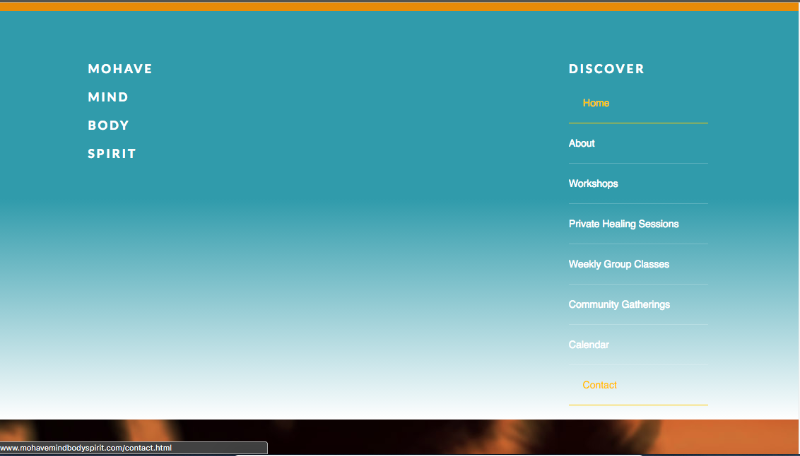 MOHAVE
MIND
BODY
SPIRIT
DISCOVER
Home
About
Workshops
Private Healing Sessions
Weekly Group Classes
Community Gatherings
Calendar
Contact
www.mohavemindbodyspirit.com/contact.html